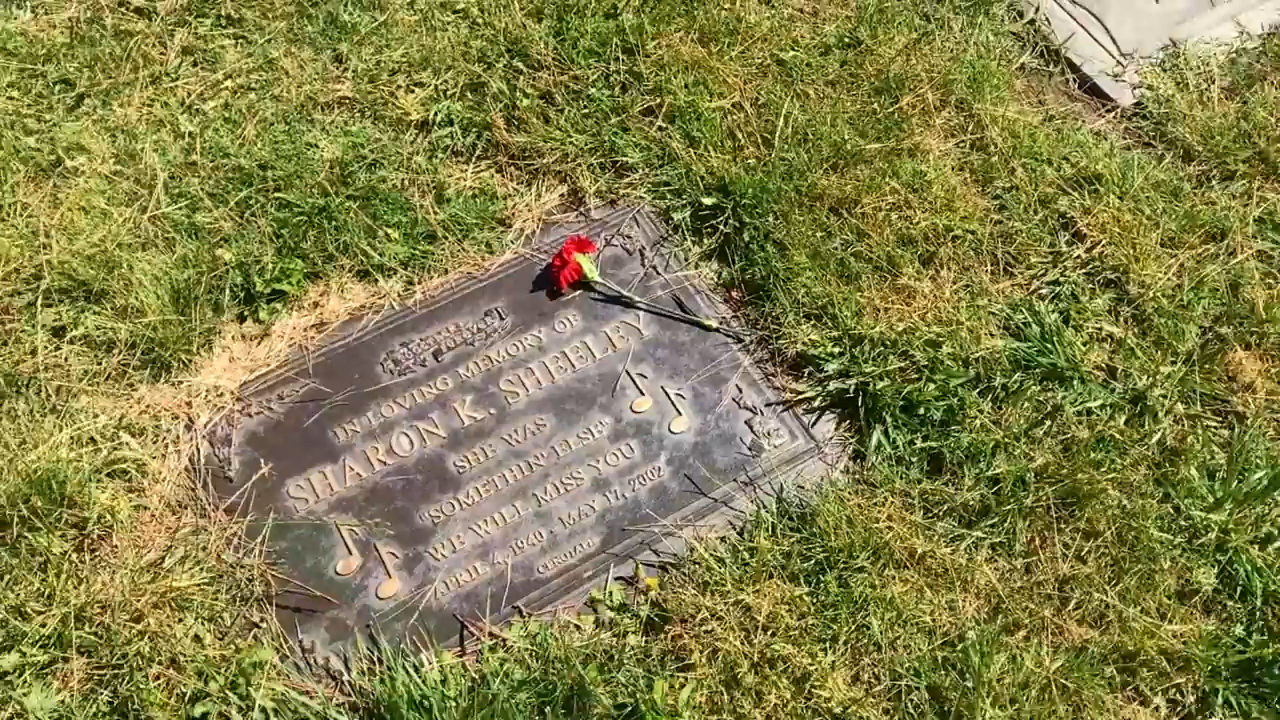 IN LOVING MEMORY OF
SHARON K. SHEELEY
SHE WAS
"SOMETHIN' ELSE"
WE WILL MISS YOU
APRIL 4, 1940 - MAY 17, 2002